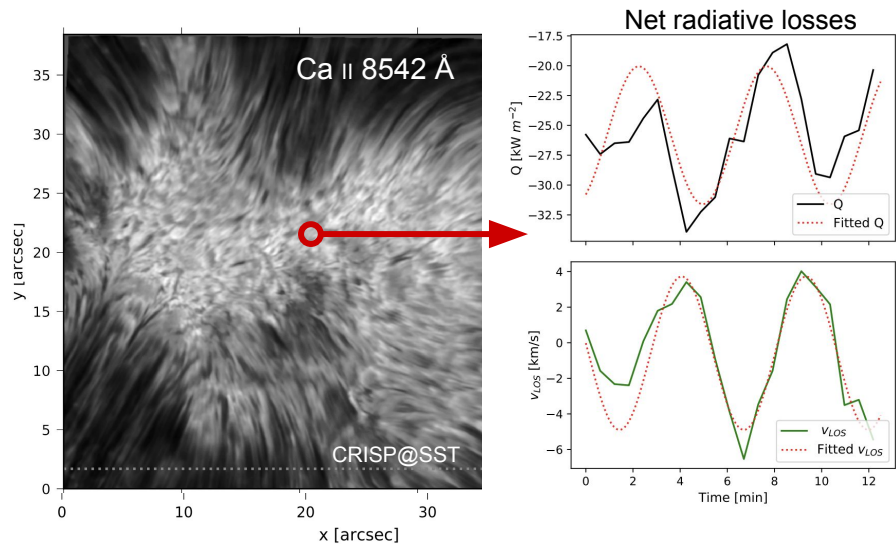 Ca II 8542 Å
CRISP@SST
35
30
25
20
15
10
5
0
y [arcsec]
0
10
20
30
x [arcsec]
Net radiative losses
−17.5
−20.0
−22.5
−25.0
−27.5
−30.0
−32.5
Q [kW m⁻²]
Q
Fitted Q
4
2
0
−2
−4
−6
v_LOS [km/s]
v_LOS
Fitted v_LOS
0
2
4
6
8
10
12
Time [min]